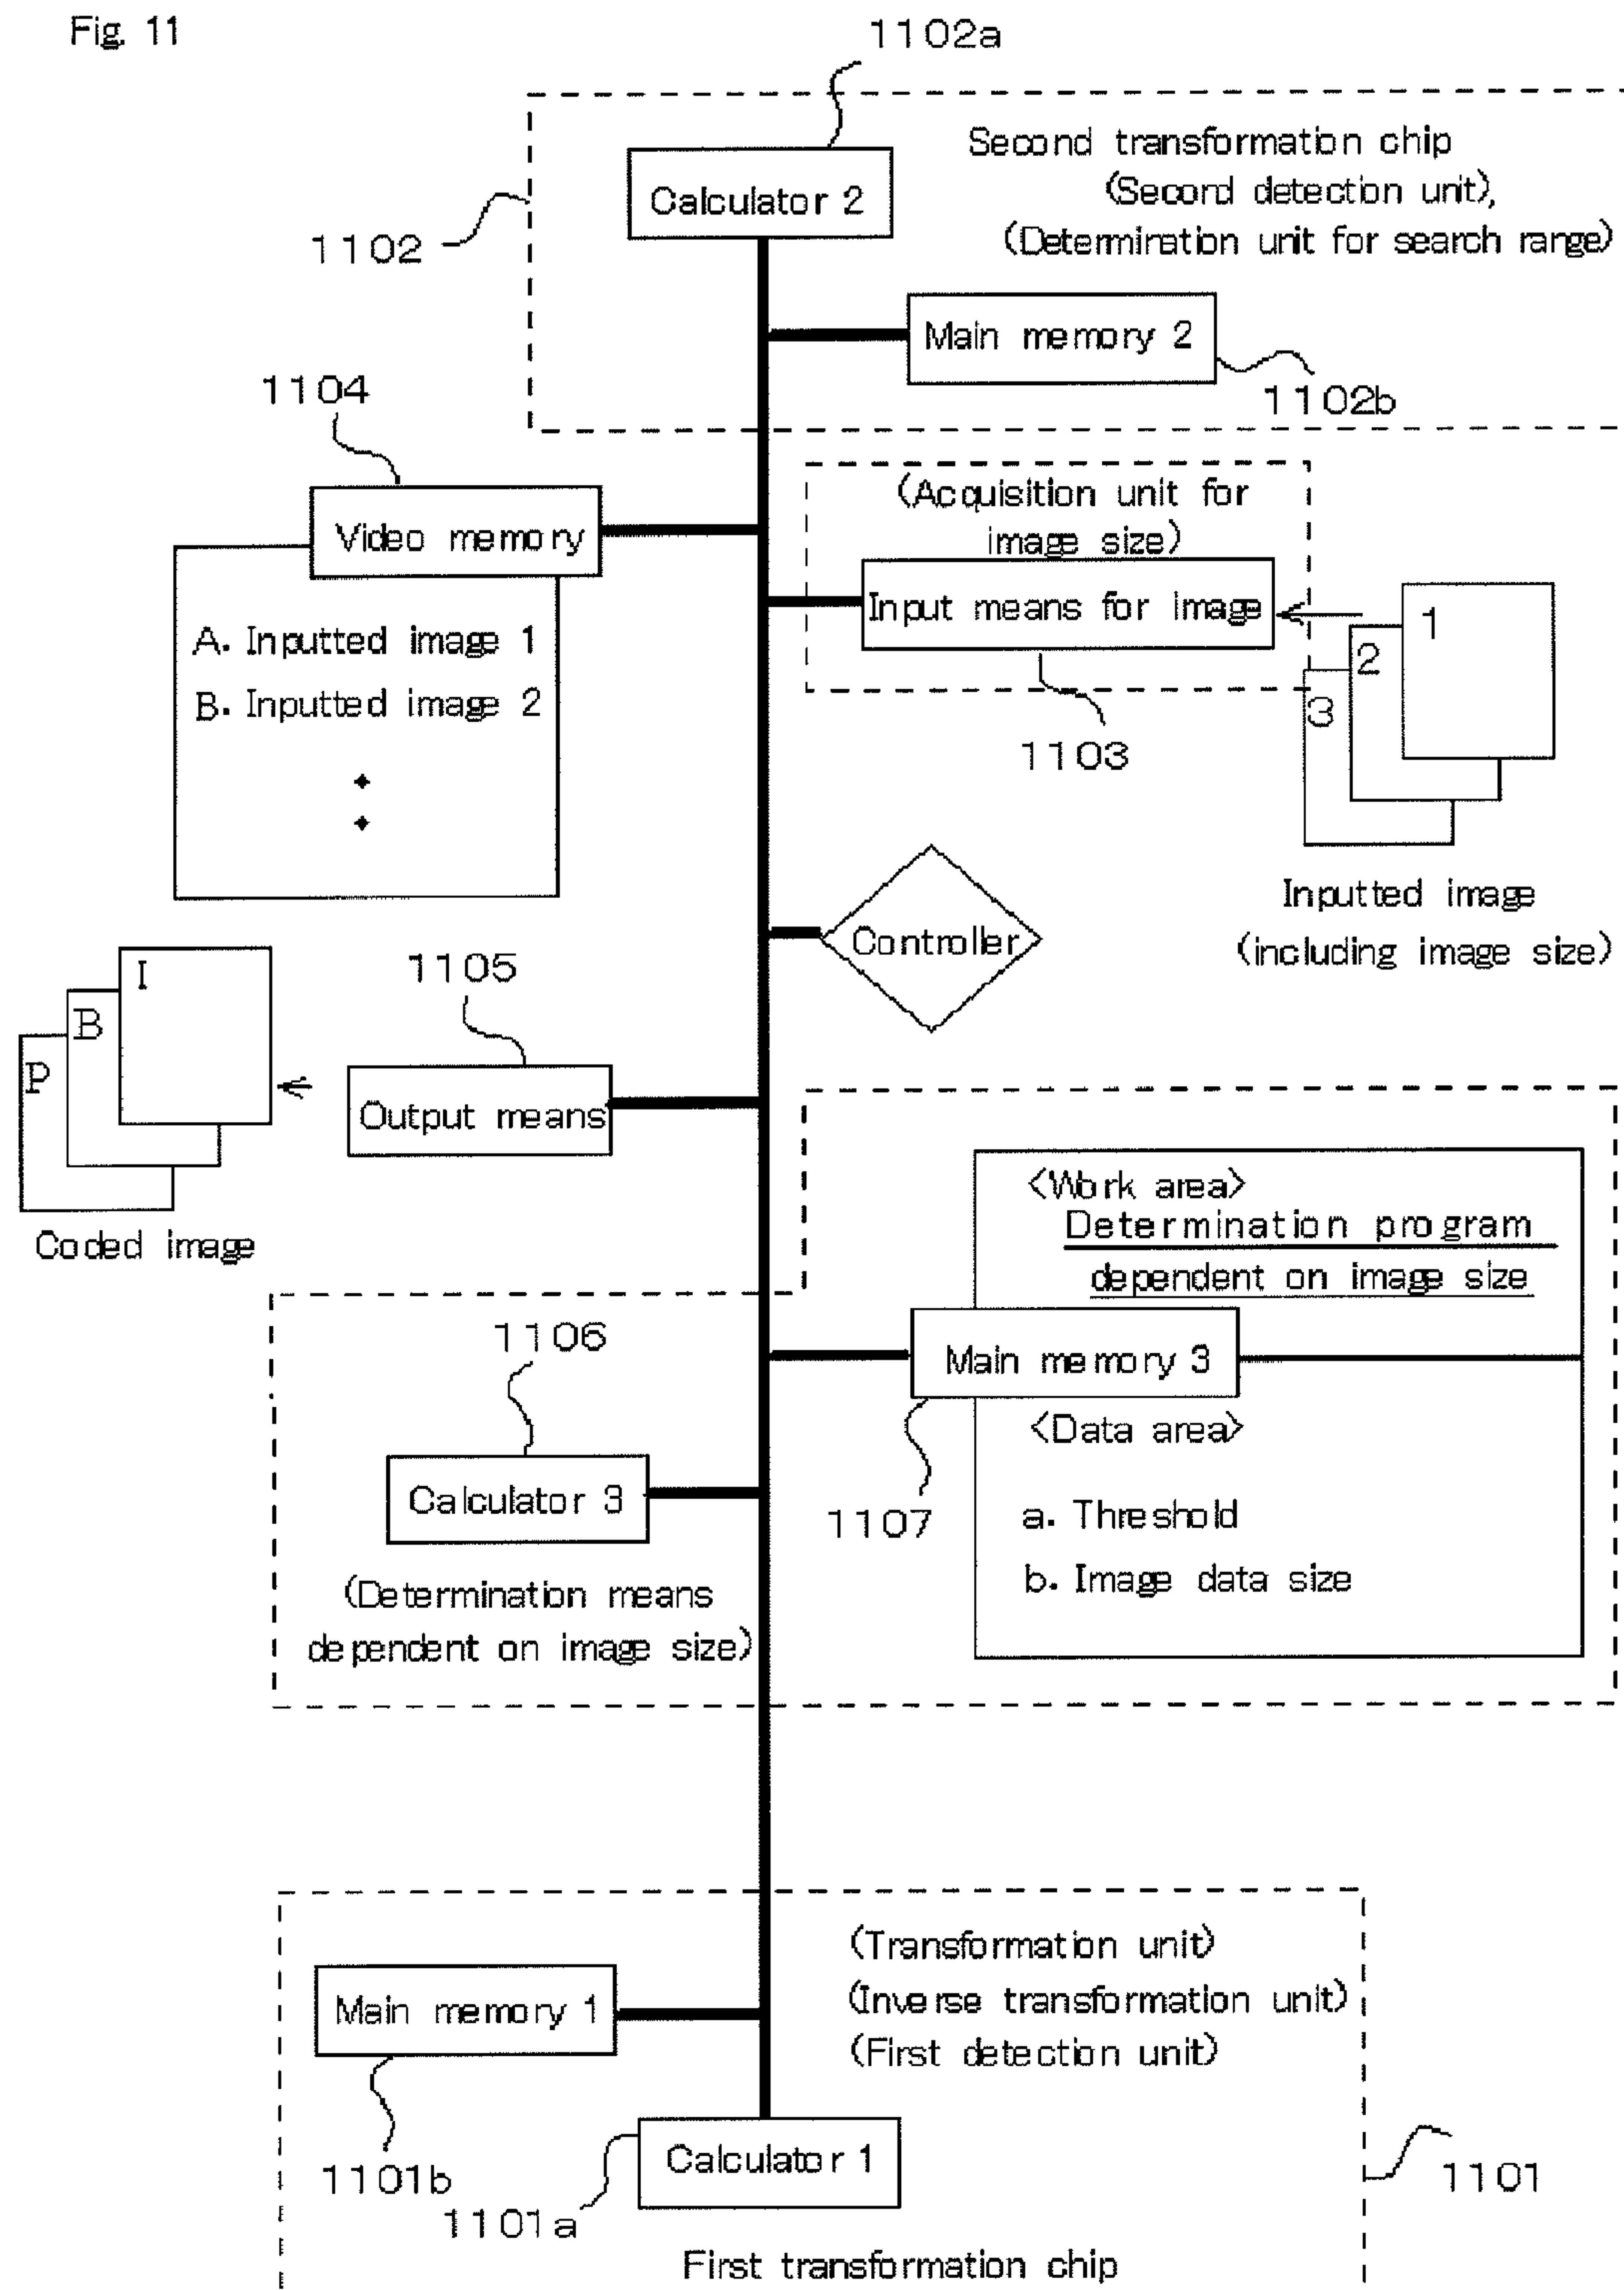 Fig. 11
1102a
Second transformation chip
(Second detection unit),
(Determination unit for search range)
Calculator 2
1102
Main memory 2
1102b
1104
Video memory
(Acquisition unit for
image size)
Input means for image
A. Inputted image 1
B. Inputted image 2
1
2
3
1103
Inputted image
(including image size)
Controller
1105
I
B
P
Output means
Coded image
<Work area>
Determination program
dependent on image size
1106
Main memory 3
<Data area>
Calculator 3
1107
a. Threshold
b. Image data size
(Determination means
dependent on image size)
(Transformation unit)
(Inverse transformation unit)
(First detection unit)
Main memory 1
Calculator 1
1101b
1101a
1101
First transformation chip